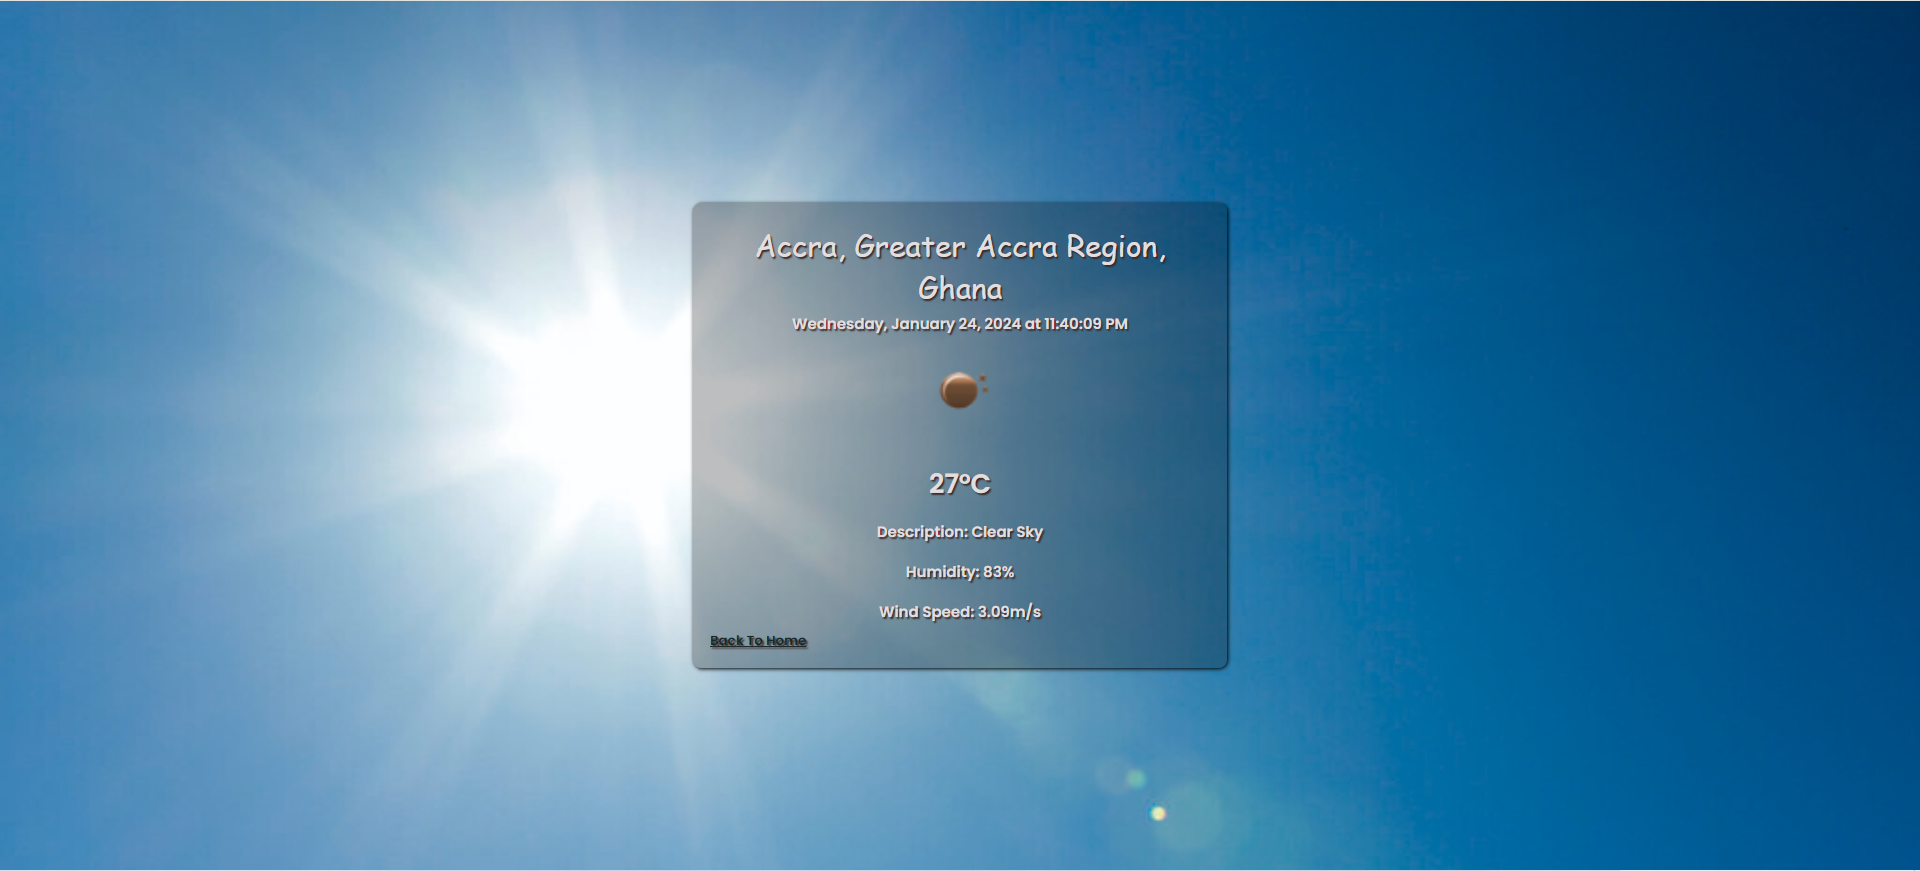 Accra, Greater Accra Region,
Ghana
Wednesday, January 24, 2024 at 11:40:09 PM
27°C
Description: Clear Sky
Humidity: 83%
Wind Speed: 3.09m/s
Back To Home